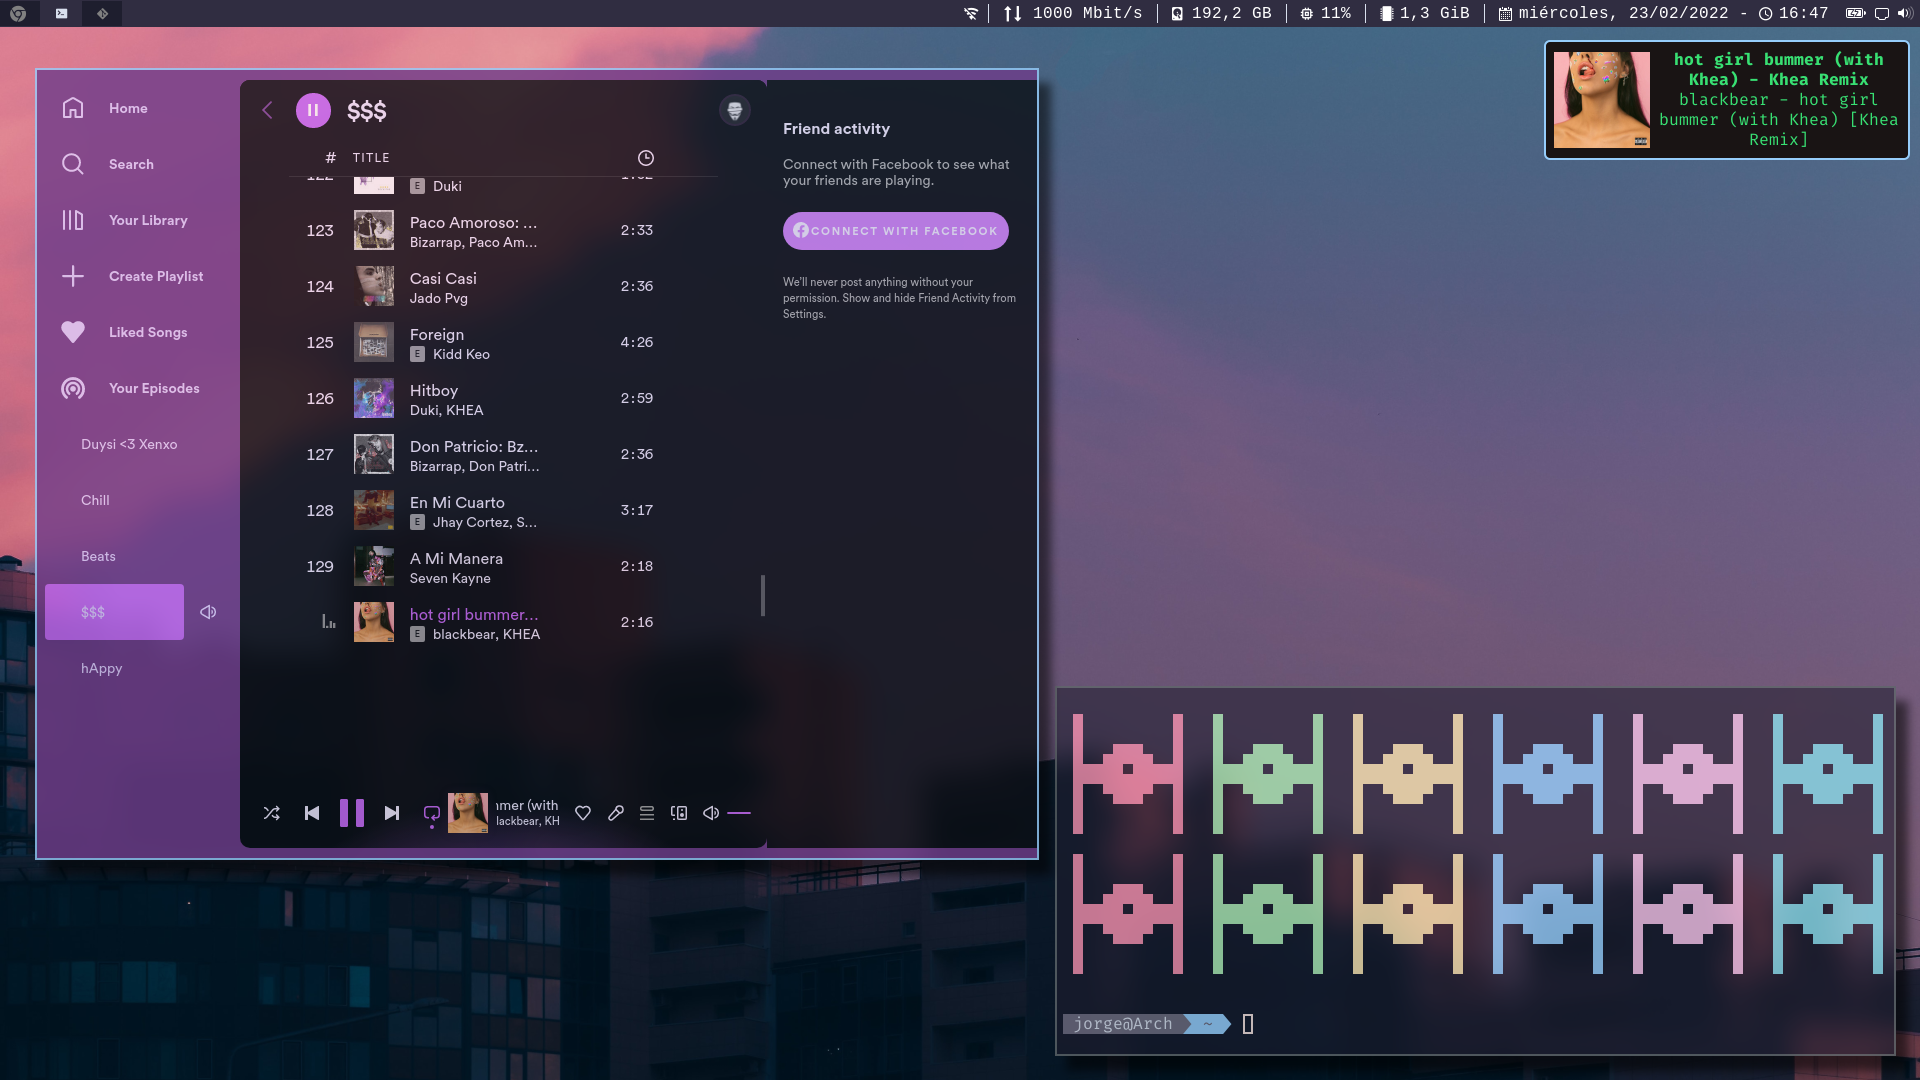 1000 Mbit/s
192,2 GB
11%
1,3 GiB
miércoles, 23/02/2022 -
16:47
hot girl bummer (with
Khea) - Khea Remix
blackbear - hot girl
bummer (with Khea) [Khea
Remix]
Home
Search
Your Library
Create Playlist
Liked Songs
Your Episodes
Duysi <3 Xenxo
Chill
Beats
$$$
hAppy
$$$
# TITLE
E Duki
123 Paco Amoroso: ... 2:33
Bizarrap, Paco Am...
124 Casi Casi 2:36
Jado Pvg
125 Foreign 4:26
E Kidd Keo
126 Hitboy 2:59
Duki, KHEA
127 Don Patricio: Bz... 2:36
Bizarrap, Don Patri...
128 En Mi Cuarto 3:17
E Jhay Cortez, S...
129 A Mi Manera 2:18
Seven Kayne
hot girl bummer... 2:16
E blackbear, KHEA
mmer (with
lackbear, KH
Friend activity
Connect with Facebook to see what
your friends are playing.
CONNECT WITH FACEBOOK
We'll never post anything without your
permission. Show and hide Friend Activity from
Settings.
jorge@Arch ~